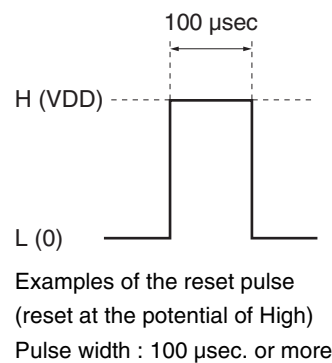 100 μsec
H (VDD)
L (0)
Examples of the reset pulse
(reset at the potential of High)
Pulse width : 100 μsec. or more